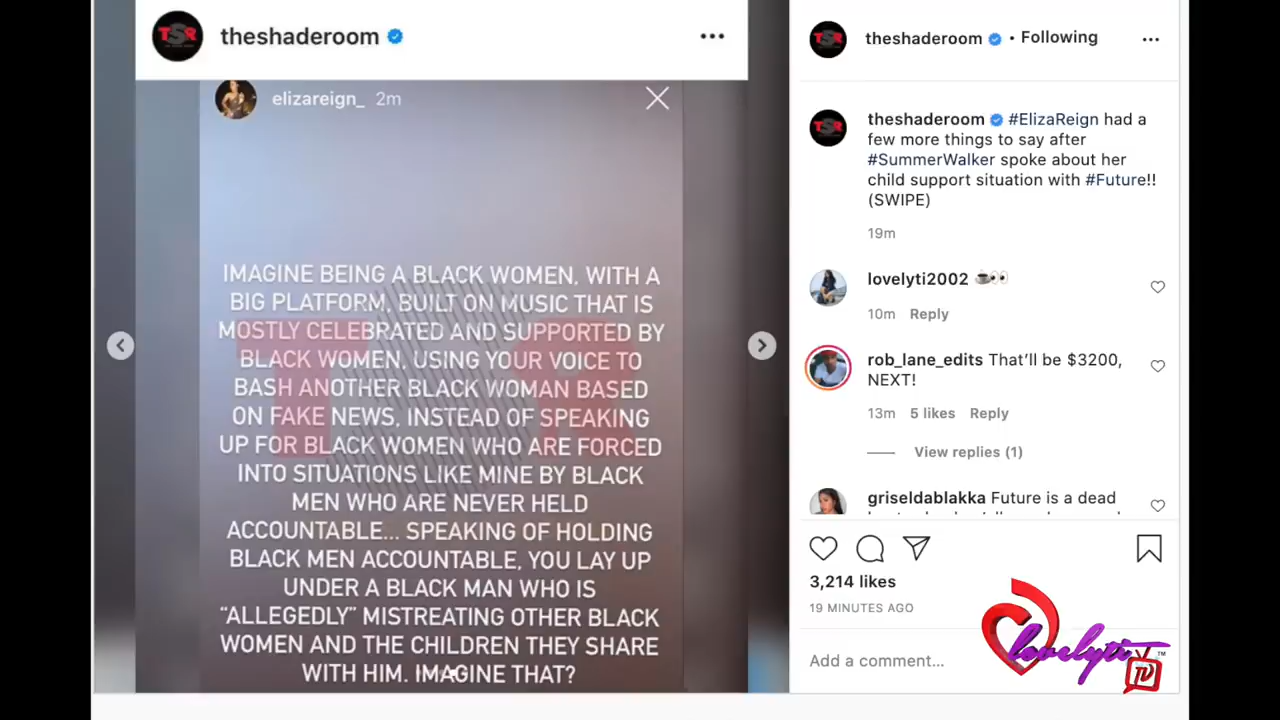 theshaderoom
elizareign_ 2m
IMAGINE BEING A BLACK WOMEN, WITH A
BIG PLATFORM, BUILT ON MUSIC THAT IS
MOSTLY CELEBRATED AND SUPPORTED BY
BLACK WOMEN, USING YOUR VOICE TO
BASH ANOTHER BLACK WOMAN BASED
ON FAKE NEWS, INSTEAD OF SPEAKING
UP FOR BLACK WOMEN WHO ARE FORCED
INTO SITUATIONS LIKE MINE BY BLACK
MEN WHO ARE NEVER HELD
ACCOUNTABLE... SPEAKING OF HOLDING
BLACK MEN ACCOUNTABLE, YOU LAY UP
UNDER A BLACK MAN WHO IS
“ALLEGEDLY” MISTREATING OTHER BLACK
WOMEN AND THE CHILDREN THEY SHARE
WITH HIM. IMAGINE THAT?
TSR
theshaderoom • Following
theshaderoom #ElizaReign had a
few more things to say after
#SummerWalker spoke about her
child support situation with #Future!!
(SWIPE)
19m
lovelyti2002 ☕👀
10m Reply
rob_lane_edits That’ll be $3200,
NEXT!
13m 5 likes Reply
View replies (1)
griseldablakka Future is a dead
3,214 likes
19 MINUTES AGO
Add a comment...
lovelyti
TV